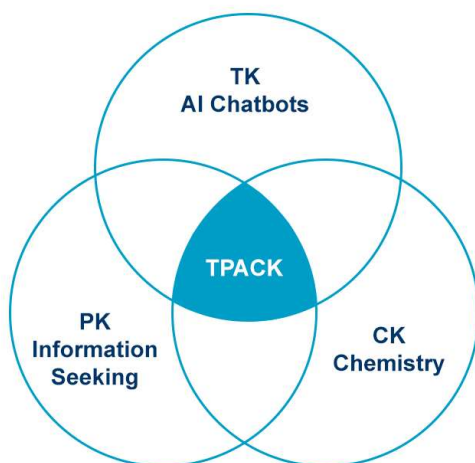 TK
AI Chatbots
TPACK
PK
Information
Seeking
CK
Chemistry